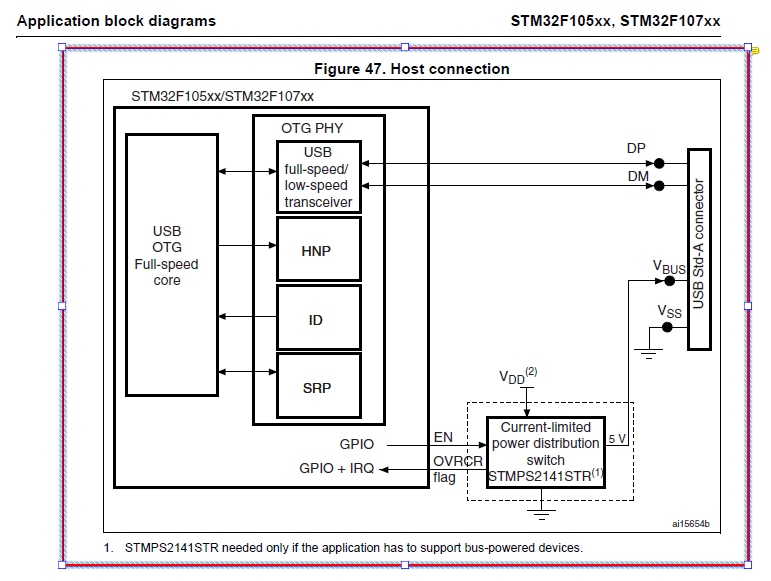 Application block diagrams
STM32F105xx, STM32F107xx
Figure 47. Host connection
STM32F105xx/STM32F107xx
OTG PHY
USB
full-speed/
low-speed
transceiver
USB
OTG
Full-speed
core
HNP
ID
SRP
DP
DM
VBUS
VSS
USB Std-A connector
VDD(2)
GPIO
EN
GPIO + IRQ
OVRCR
flag
Current-limited
power distribution
switch
STMPS2141STR(1)
5 V
ai15654b
1. STMPS2141STR needed only if the application has to support bus-powered devices.